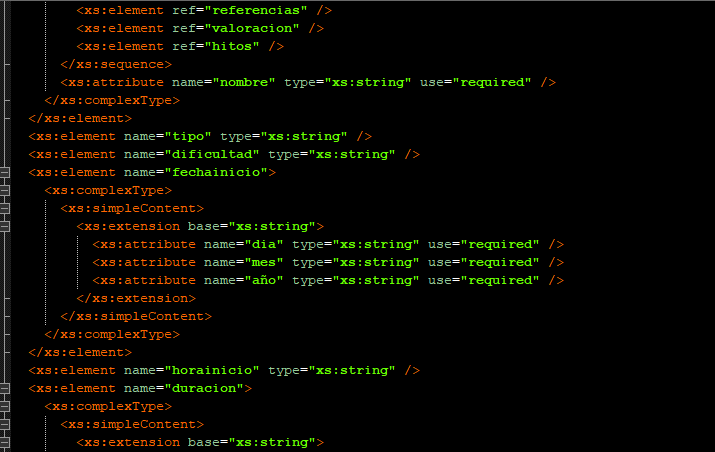 <xs:element ref="referencias" />
<xs:element ref="valoracion" />
<xs:element ref="hitos" />
</xs:sequence>
<xs:attribute name="nombre" type="xs:string" use="required" />
</xs:complexType>
</xs:element>
<xs:element name="tipo" type="xs:string" />
<xs:element name="dificultad" type="xs:string" />
<xs:element name="fechainicio">
<xs:complexType>
<xs:simpleContent>
<xs:extension base="xs:string">
<xs:attribute name="dia" type="xs:string" use="required" />
<xs:attribute name="mes" type="xs:string" use="required" />
<xs:attribute name="año" type="xs:string" use="required" />
</xs:extension>
</xs:simpleContent>
</xs:complexType>
</xs:element>
<xs:element name="horainicio" type="xs:string" />
<xs:element name="duracion">
<xs:complexType>
<xs:simpleContent>
<xs:extension base="xs:string">